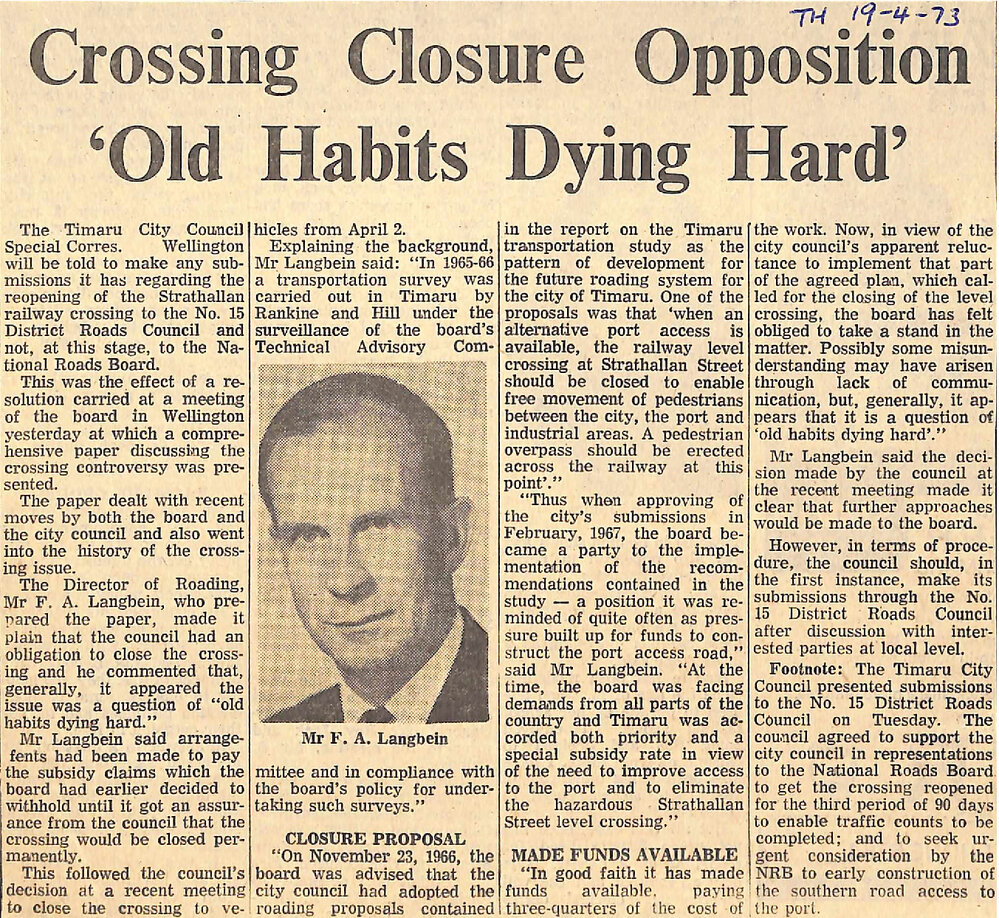 TH 19-4-73
Crossing Closure Opposition
‘Old Habits Dying Hard’
The Timaru City Council
Special Corres. Wellington
will be told to make any sub-
missions it has regarding the
reopening of the Strathallan
railway crossing to the No. 15
District Roads Council and
not, at this stage, to the Na-
tional Roads Board.
This was the effect of a re-
solution carried at a meeting
of the board in Wellington
yesterday at which a compre-
hensive paper discussing the
crossing controversy was pre-
sented.
The paper dealt with recent
moves by both the board and
the city council and also went
into the history of the cross-
ing issue.
The Director of Roading,
Mr F. A. Langbein, who pre-
pared the paper, made it
plain that the council had an
obligation to close the cross-
ing and he commented that,
generally, it appeared the
issue was a question of "old
habits dying hard."
Mr Langbein said arrange-
fents had been made to pay
the subsidy claims which the
board had earlier decided to
withhold until it got an assur-
ance from the council that the
crossing would be closed per-
manently.
This followed the council's
decision at a recent meeting
to close the crossing to ve-
hicles from April 2.
Explaining the background,
Mr Langbein said: "In 1965-66
a transportation survey was
carried out in Timaru by
Rankine and Hill under the
surveillance of the board's
Technical Advisory Com-
Mr F. A. Langbein
mittee and in compliance with
the board's policy for under-
taking such surveys."
CLOSURE PROPOSAL
"On November 23, 1966, the
board was advised that the
city council had adopted the
roading proposals contained
in the report on the Timaru
transportation study as the
pattern of development for
the future roading system for
the city of Timaru. One of the
proposals was that 'when an
alternative port access is
available, the railway level
crossing at Strathallan Street
should be closed to enable
free movement of pedestrians
between the city, the port and
industrial areas. A pedestrian
overpass should be erected
across the railway at this
point'."
"Thus when approving of
the city's submissions in
February, 1967, the board be-
came a party to the imple-
mentation of the recom-
mendations contained in the
study — a position it was re-
minded of quite often as pres-
sure built up for funds to con-
struct the port access road,"
said Mr Langbein. "At the
time, the board was facing
demands from all parts of the
country and Timaru was ac-
corded both priority and a
special subsidy rate in view
of the need to improve access
to the port and to eliminate
the hazardous Strathallan
Street level crossing."
MADE FUNDS AVAILABLE
"In good faith it has made
funds available, paying
three-quarters of the cost of
the work. Now, in view of the
city council's apparent reluc-
tance to implement that part
of the agreed plan, which cal-
led for the closing of the level
crossing, the board has felt
obliged to take a stand in the
matter. Possibly some misun-
derstanding may have arisen
through lack of commu-
nication, but, generally, it ap-
pears that it is a question of
'old habits dying hard'."
Mr Langbein said the deci-
sion made by the council at
the recent meeting made it
clear that further approaches
would be made to the board.
However, in terms of proce-
dure, the council should, in
the first instance, make its
submissions through the No.
15 District Roads Council
after discussion with inter-
ested parties at local level.
Footnote: The Timaru City
Council presented submissions
to the No. 15 District Roads
Council on Tuesday. The
council agreed to support the
city council in representations
to the National Roads Board
to get the crossing reopened
for the third period of 90 days
to enable traffic counts to be
completed; and to seek ur-
gent consideration by the
NRB to early construction of
the southern road access to
the port.